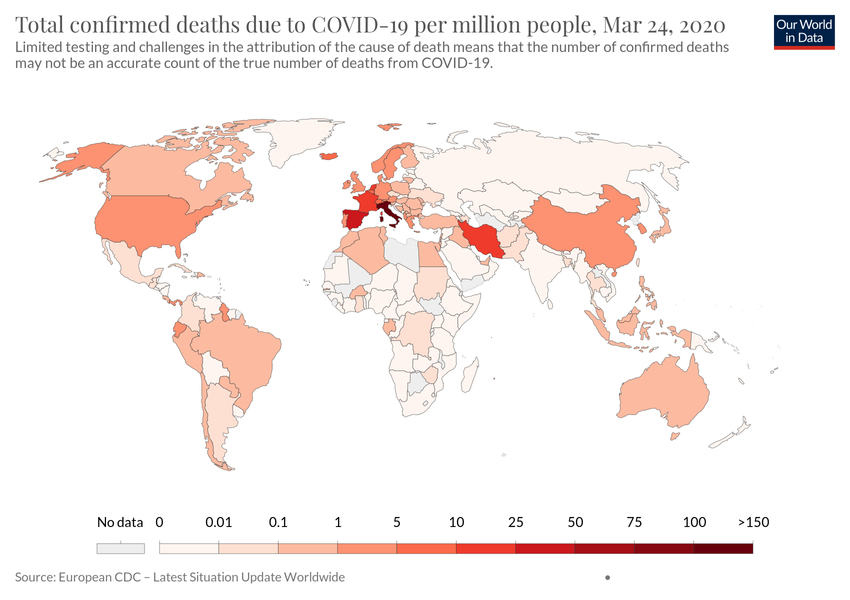 Total confirmed deaths due to COVID-19 per million people, Mar 24, 2020
Our World
in Data
Limited testing and challenges in the attribution of the cause of death means that the number of confirmed deaths
may not be an accurate count of the true number of deaths from COVID-19.
No data 0 0.01 0.1 1 5 10 25 50 75 100 >150
Source: European CDC – Latest Situation Update Worldwide